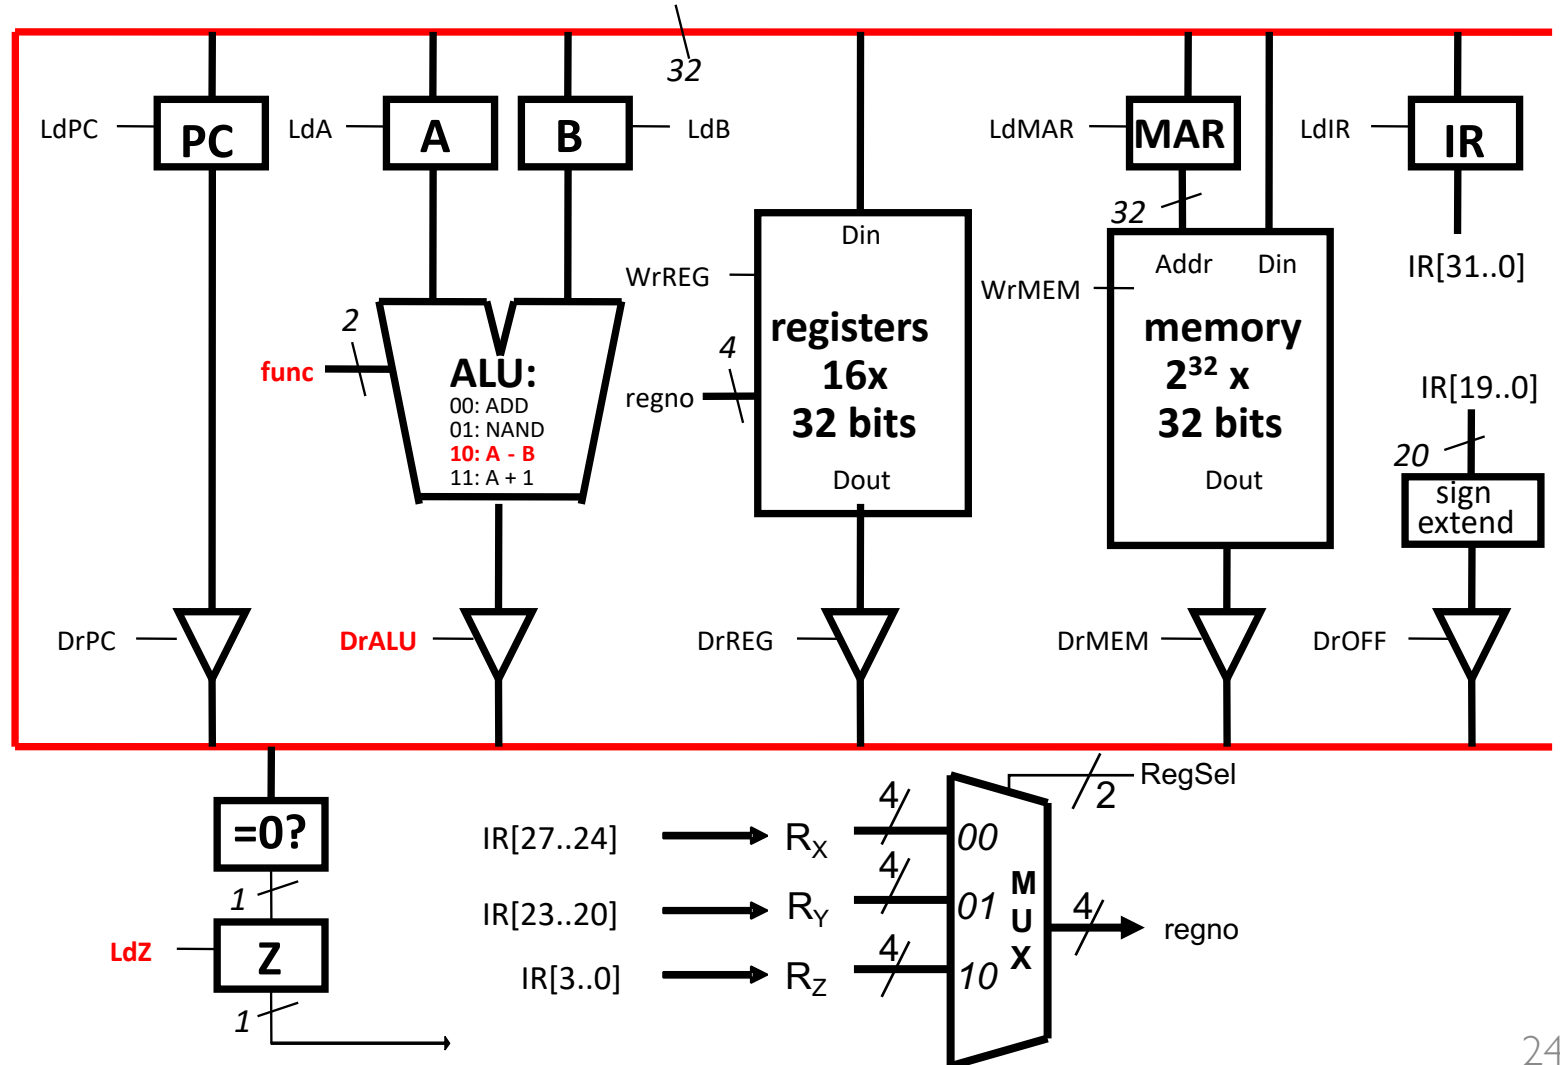 32
LdPC
PC
LdA
A
B
LdB
LdMAR
MAR
LdIR
IR
32
Din
WrREG
registers
16x
32 bits
Dout
4
regno
Addr
Din
WrMEM
memory
2³² x
32 bits
Dout
IR[31..0]
2
func
ALU:
00: ADD
01: NAND
10: A - B
11: A + 1
IR[19..0]
20
sign
extend
DrPC
DrALU
DrREG
DrMEM
DrOFF
=0?
1
LdZ
Z
1
RegSel
2
IR[27..24]
R_X
4
00
IR[23..20]
R_Y
4
01
IR[3..0]
R_Z
4
10
M
U
X
4
regno
24